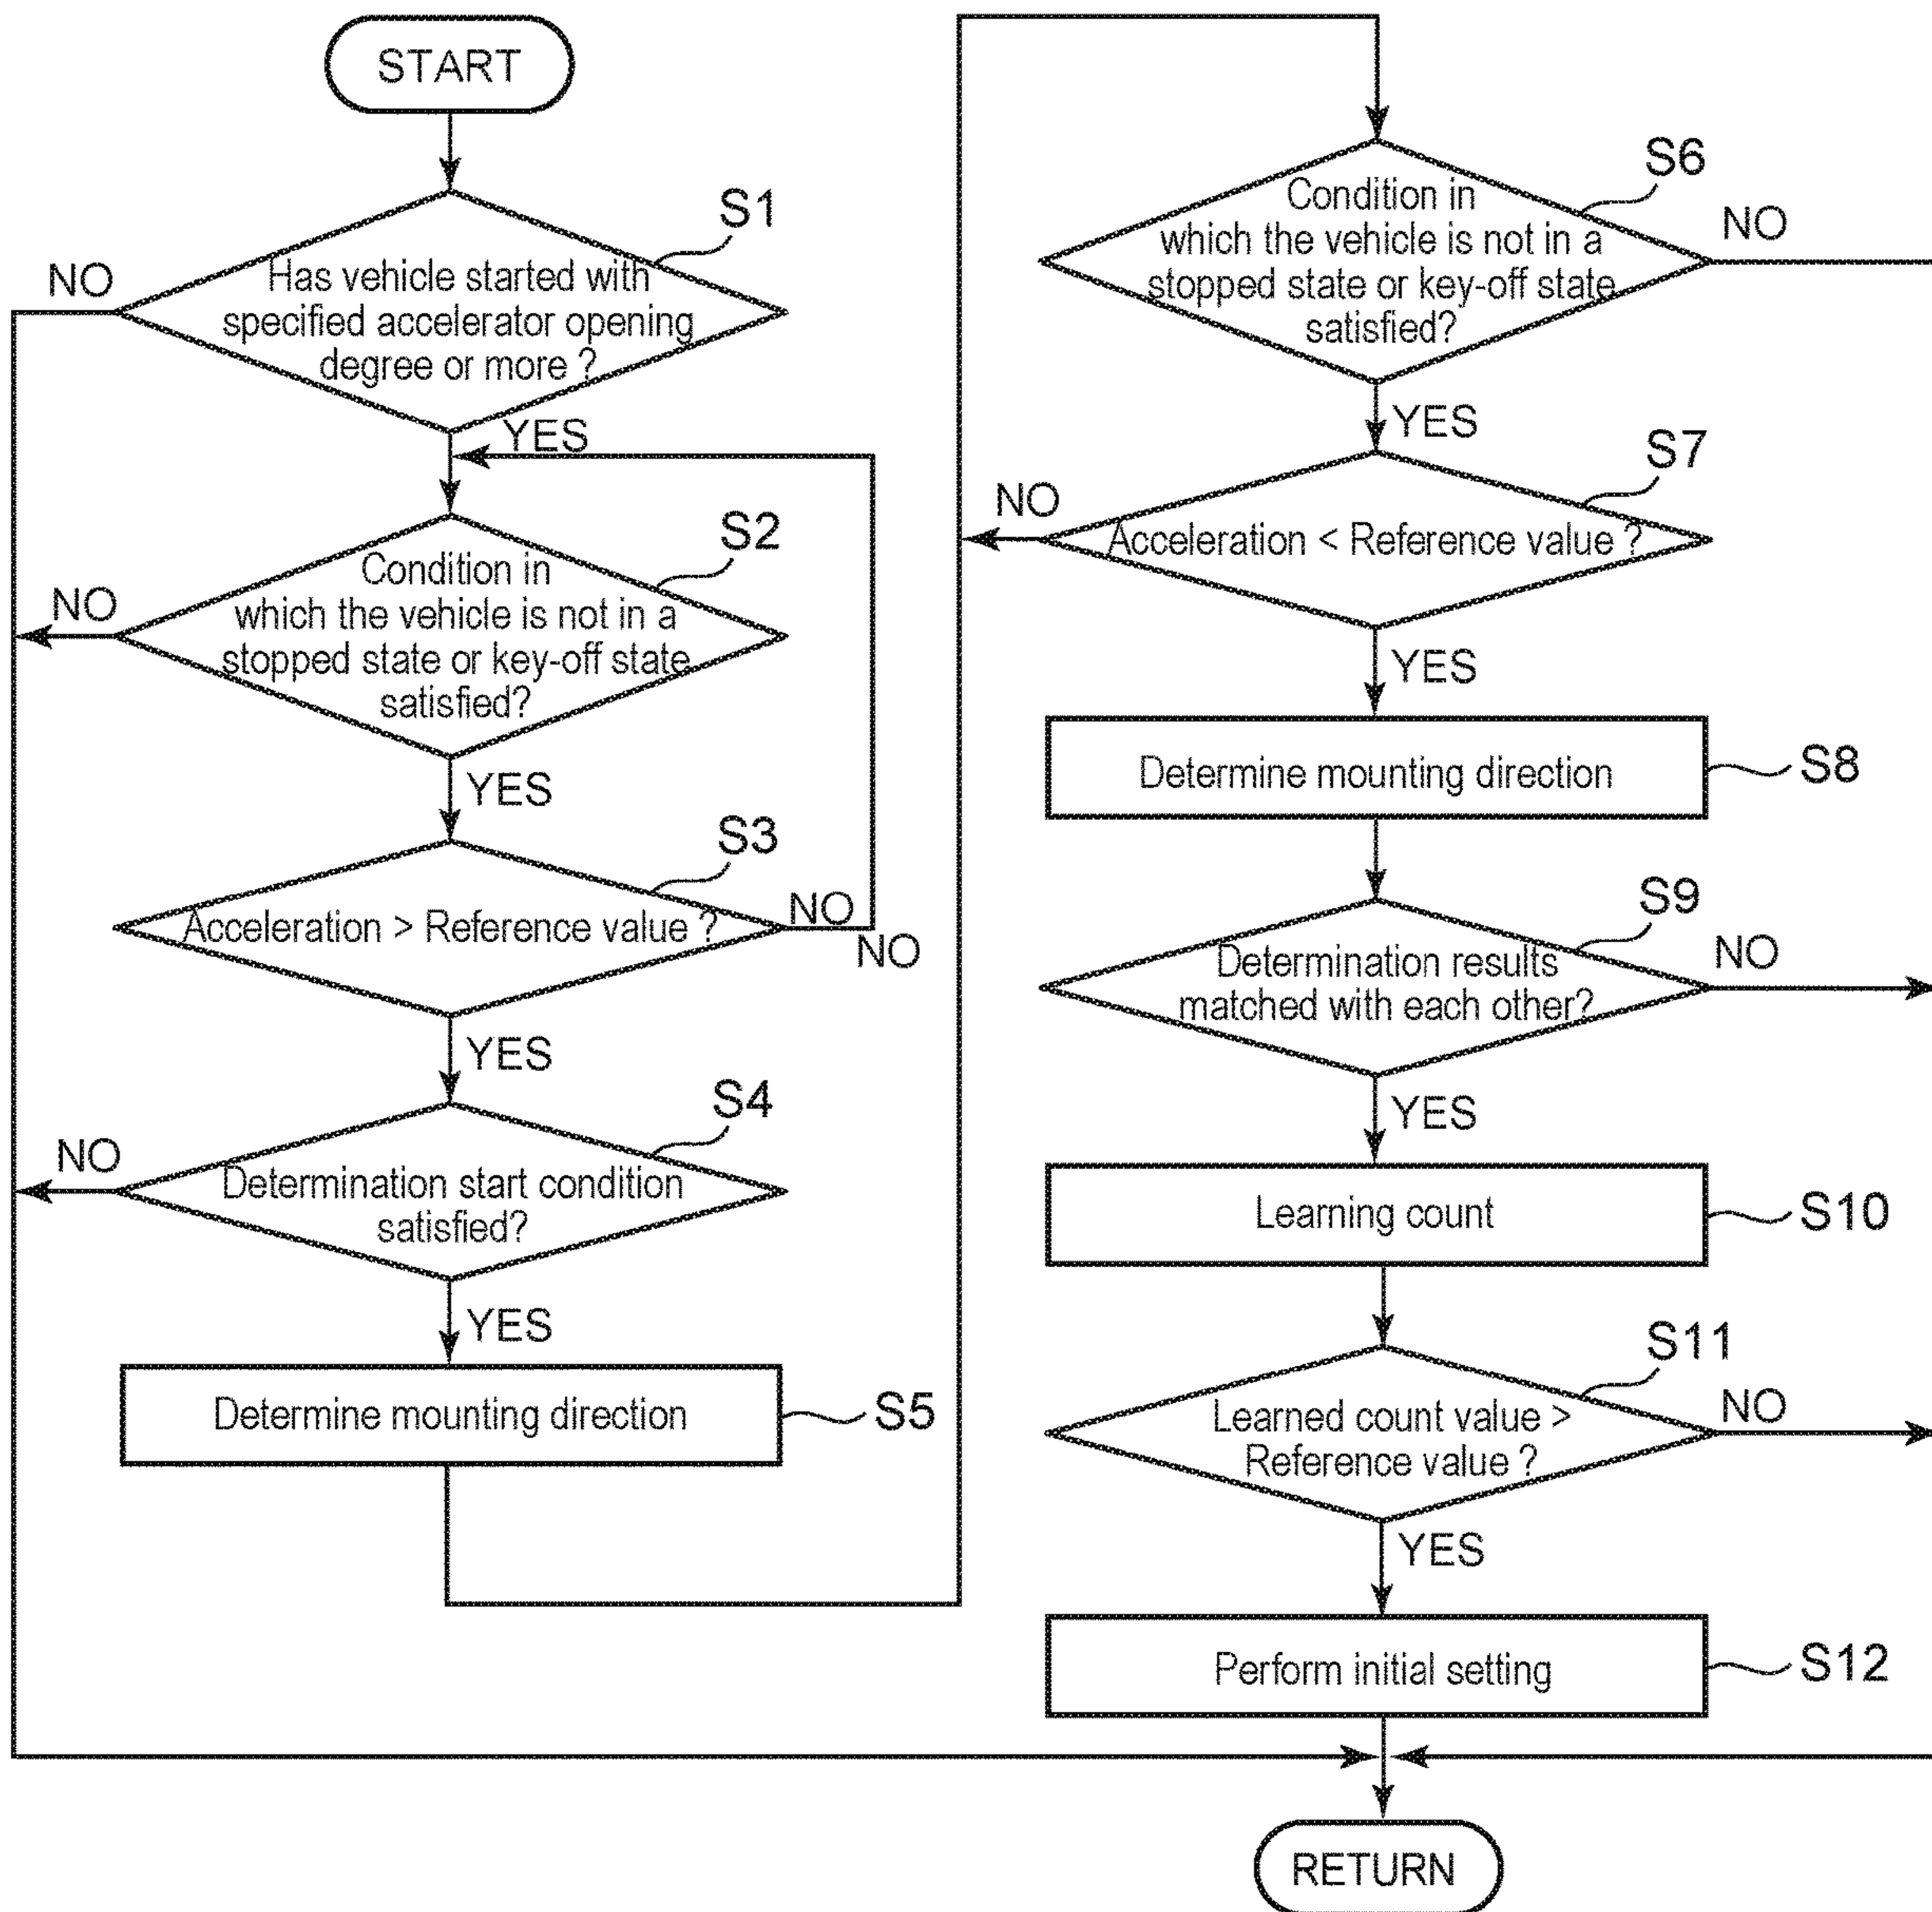 START
S1
NO
Has vehicle started with
specified accelerator opening
degree or more ?
YES
S2
NO
Condition in
which the vehicle is not in a
stopped state or key-off state
satisfied?
YES
S3
Acceleration > Reference value ?
NO
NO
YES
S4
NO
Determination start condition
satisfied?
YES
Determine mounting direction
S5
S6
Condition in
which the vehicle is not in a
stopped state or key-off state
satisfied?
NO
YES
S7
NO
Acceleration < Reference value ?
YES
Determine mounting direction
S8
S9
Determination results
matched with each other?
NO
YES
Learning count
S10
S11
Learned count value >
Reference value ?
NO
YES
Perform initial setting
S12
RETURN